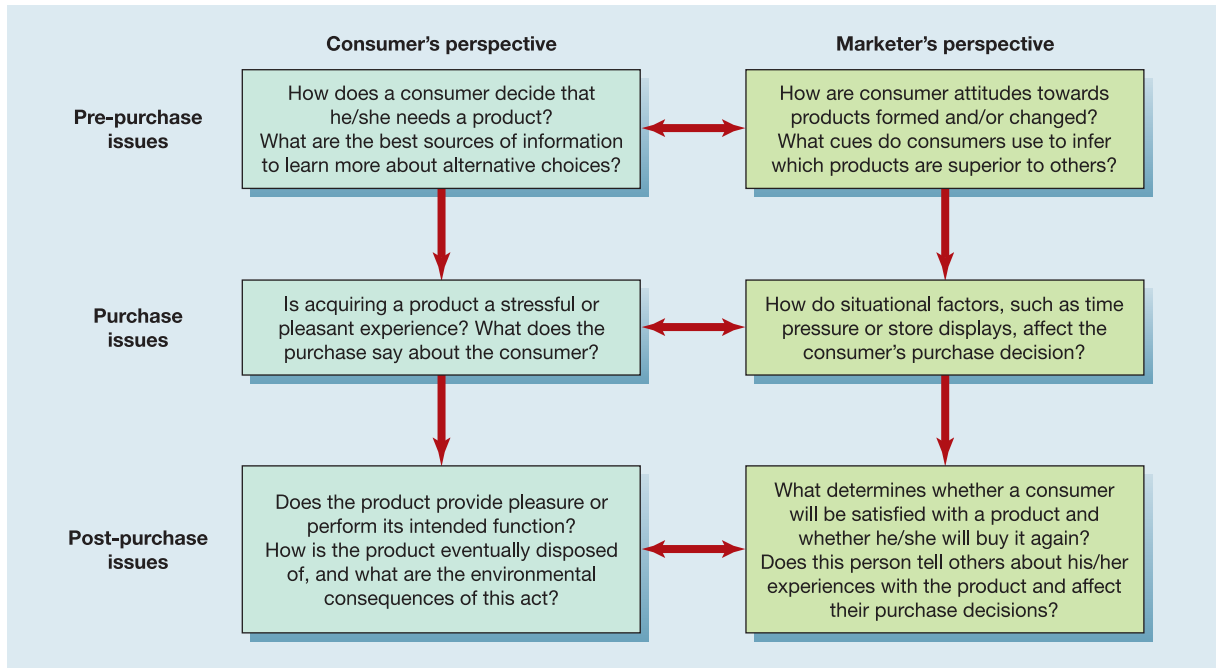 Consumer's perspective
Marketer's perspective
Pre-purchase
issues
How does a consumer decide that
he/she needs a product?
What are the best sources of information
to learn more about alternative choices?
How are consumer attitudes towards
products formed and/or changed?
What cues do consumers use to infer
which products are superior to others?
Purchase
issues
Is acquiring a product a stressful or
pleasant experience? What does the
purchase say about the consumer?
How do situational factors, such as time
pressure or store displays, affect the
consumer's purchase decision?
Post-purchase
issues
Does the product provide pleasure or
perform its intended function?
How is the product eventually disposed
of, and what are the environmental
consequences of this act?
What determines whether a consumer
will be satisfied with a product and
whether he/she will buy it again?
Does this person tell others about his/her
experiences with the product and affect
their purchase decisions?